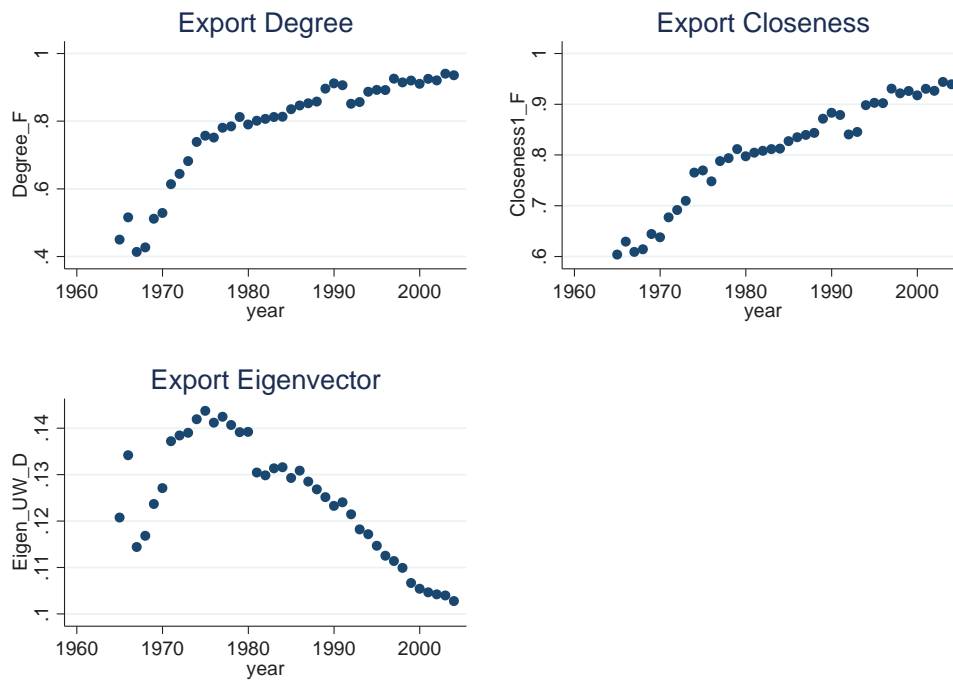 Export Degree
Degree_F
1
.8
.6
.4
1960 1970 1980 1990 2000
year
Export Closeness
Closeness1_F
1
.9
.8
.7
.6
1960 1970 1980 1990 2000
year
Export Eigenvector
Eigen_UW_D
.14
.13
.12
.11
.1
1960 1970 1980 1990 2000
year